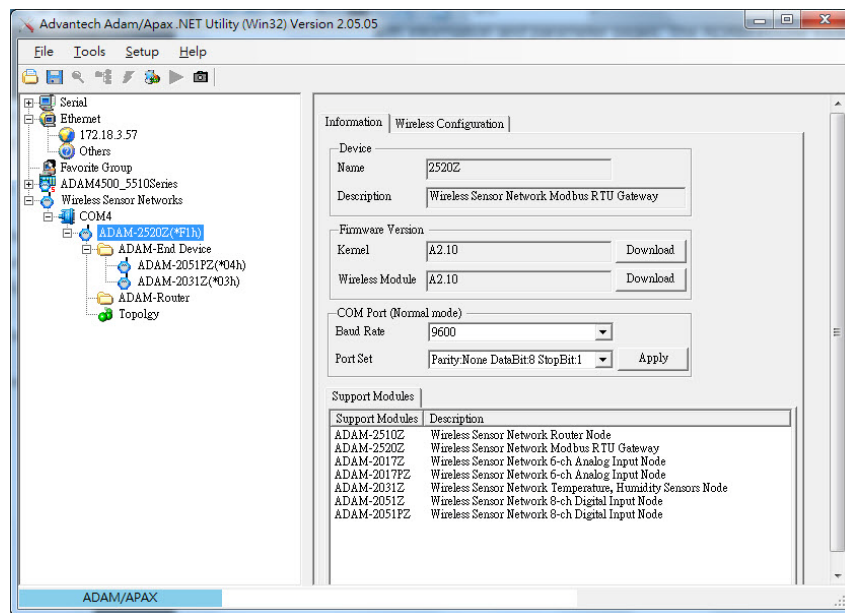 Advantech Adam/Apax .NET Utility (Win32) Version 2.05.05
File Tools Setup Help
Serial
Ethernet
172.18.3.57
Others
Favorite Group
ADAM4500_5510Series
Wireless Sensor Networks
COM4
ADAM-2520Z(*F1h)
ADAM-End Device
ADAM-2051PZ(*04h)
ADAM-2031Z(*03h)
ADAM-Router
Topolgy
Information Wireless Configuration
Device
Name 2520Z
Description Wireless Sensor Network Modbus RTU Gateway
Firmware Version
Kernel A2.10 Download
Wireless Module A2.10 Download
COM Port (Normal mode)
Baud Rate 9600
Port Set Parity:None DataBit:8 StopBit:1 Apply
Support Modules
Support Modules Description
ADAM-2510Z Wireless Sensor Network Router Node
ADAM-2520Z Wireless Sensor Network Modbus RTU Gateway
ADAM-2017Z Wireless Sensor Network 6-ch Analog Input Node
ADAM-2017PZ Wireless Sensor Network 6-ch Analog Input Node
ADAM-2031Z Wireless Sensor Network Temperature, Humidity Sensors Node
ADAM-2051Z Wireless Sensor Network 8-ch Digital Input Node
ADAM-2051PZ Wireless Sensor Network 8-ch Digital Input Node
ADAM/APAX